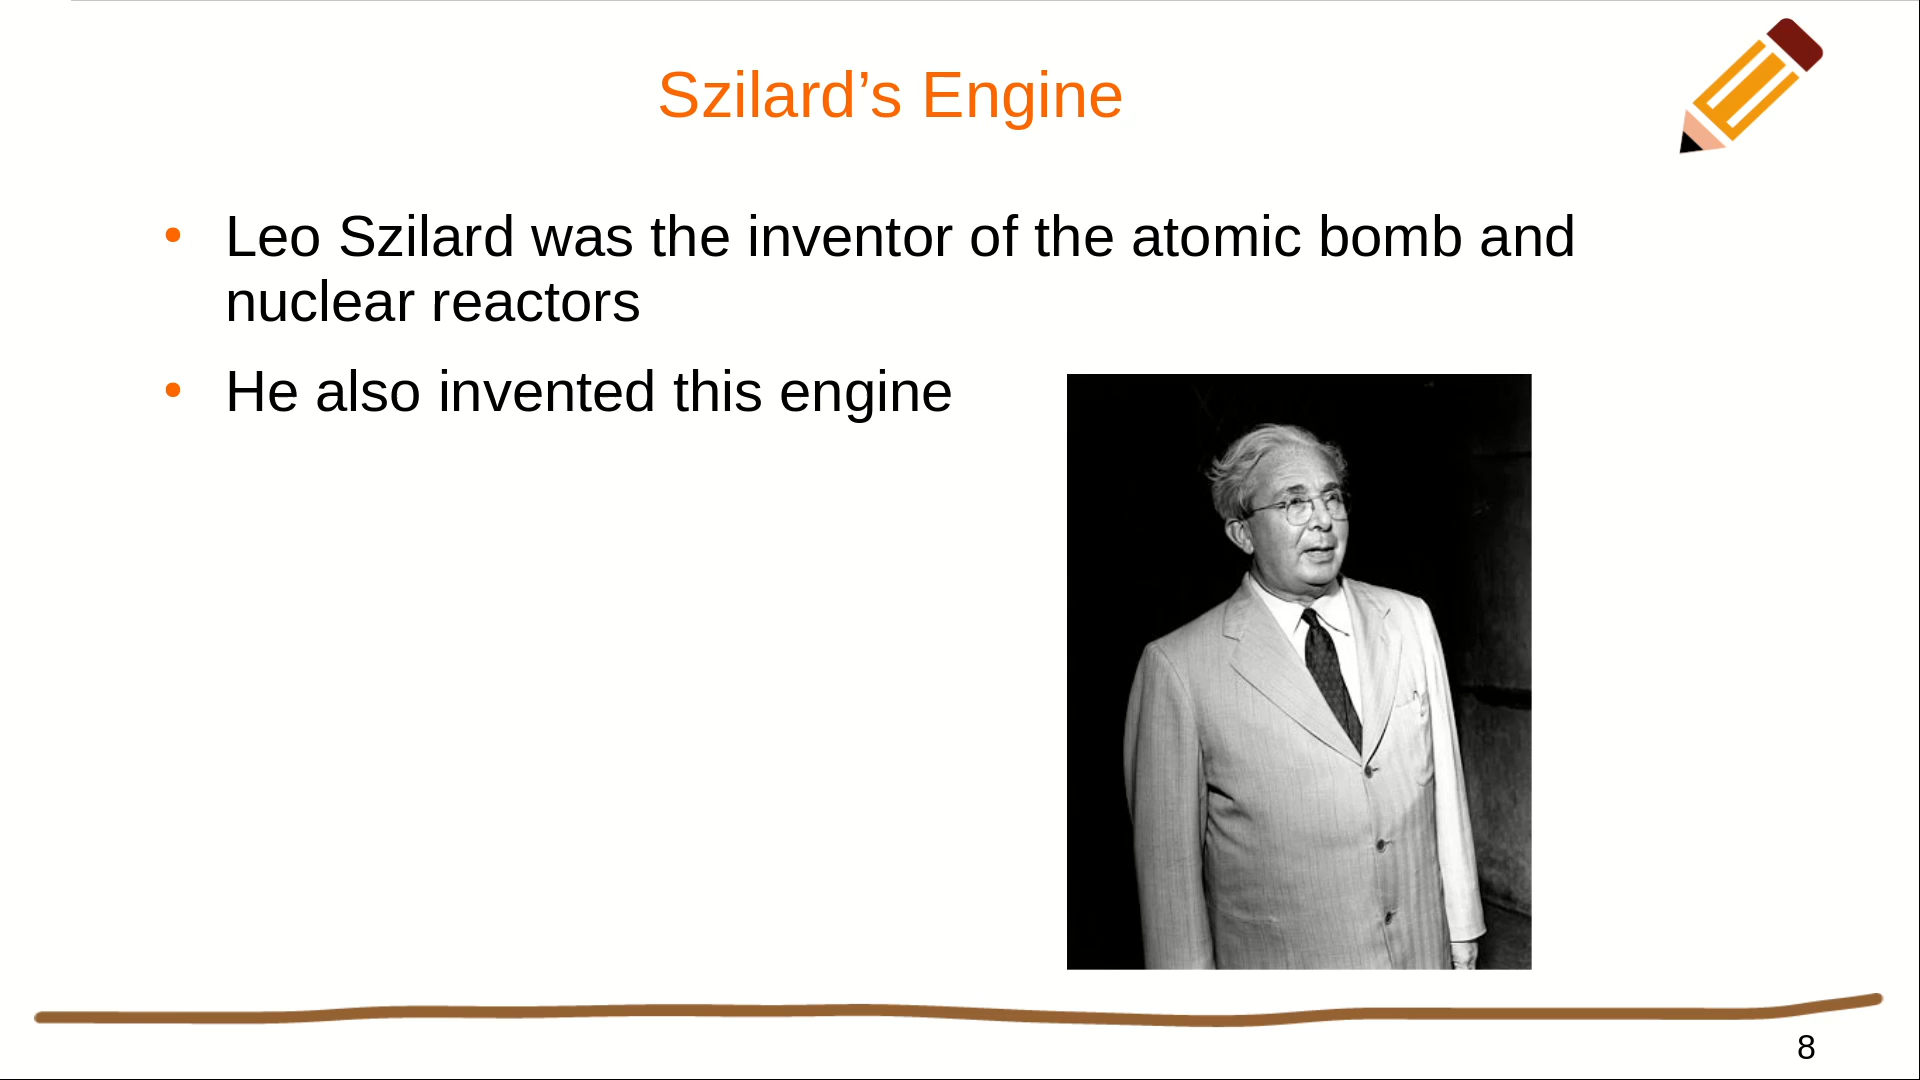 Szilard’s Engine
• Leo Szilard was the inventor of the atomic bomb and
nuclear reactors
• He also invented this engine
8